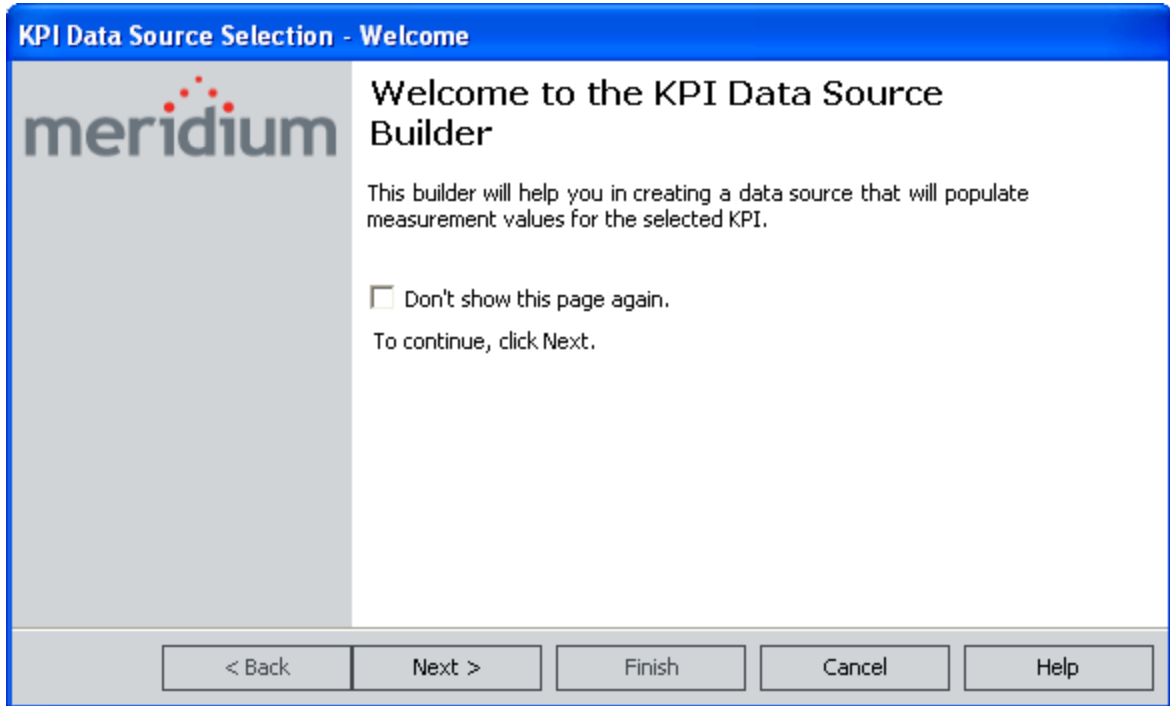 KPI Data Source Selection - Welcome
meridium
Welcome to the KPI Data Source
Builder
This builder will help you in creating a data source that will populate
measurement values for the selected KPI.
Don't show this page again.
To continue, click Next.
< Back
Next >
Finish
Cancel
Help